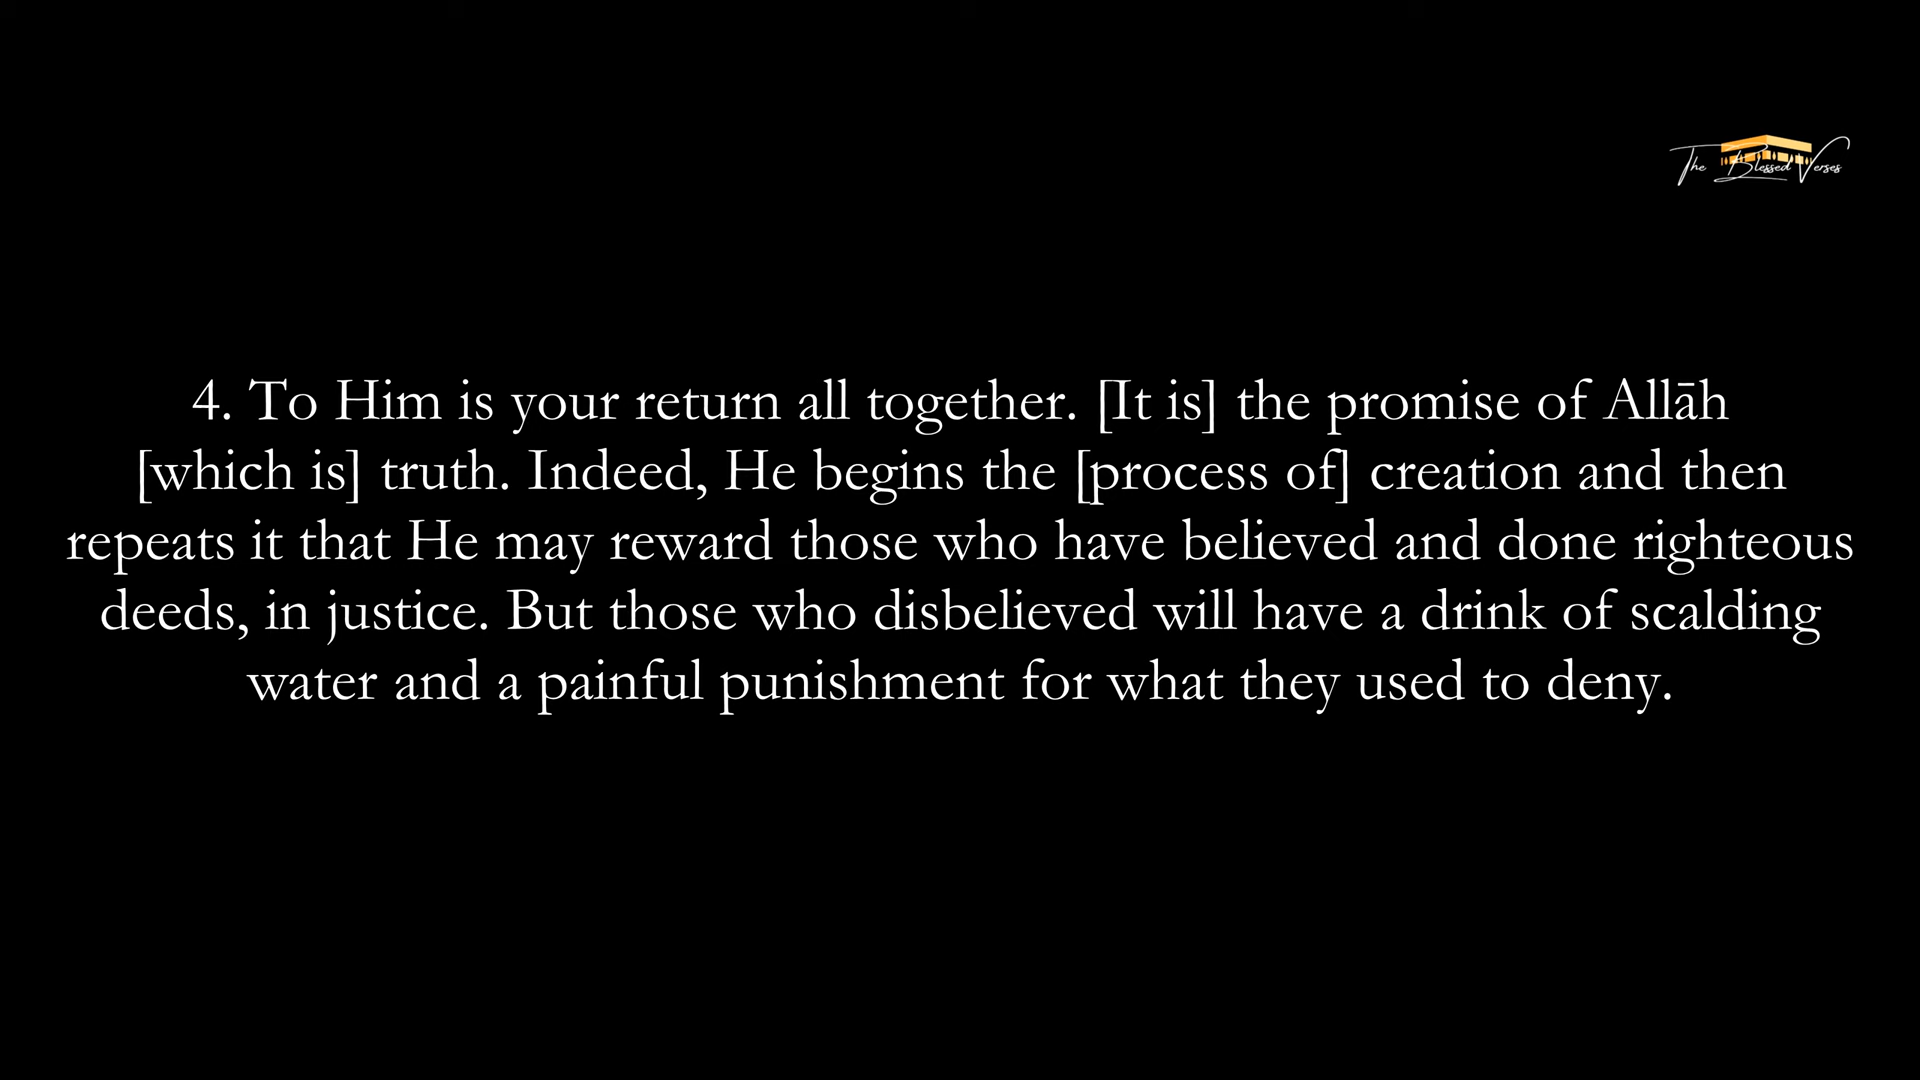 The Blessed Verses
4. To Him is your return all together. [It is] the promise of Allāh
[which is] truth. Indeed, He begins the [process of] creation and then
repeats it that He may reward those who have believed and done righteous
deeds, in justice. But those who disbelieved will have a drink of scalding
water and a painful punishment for what they used to deny.